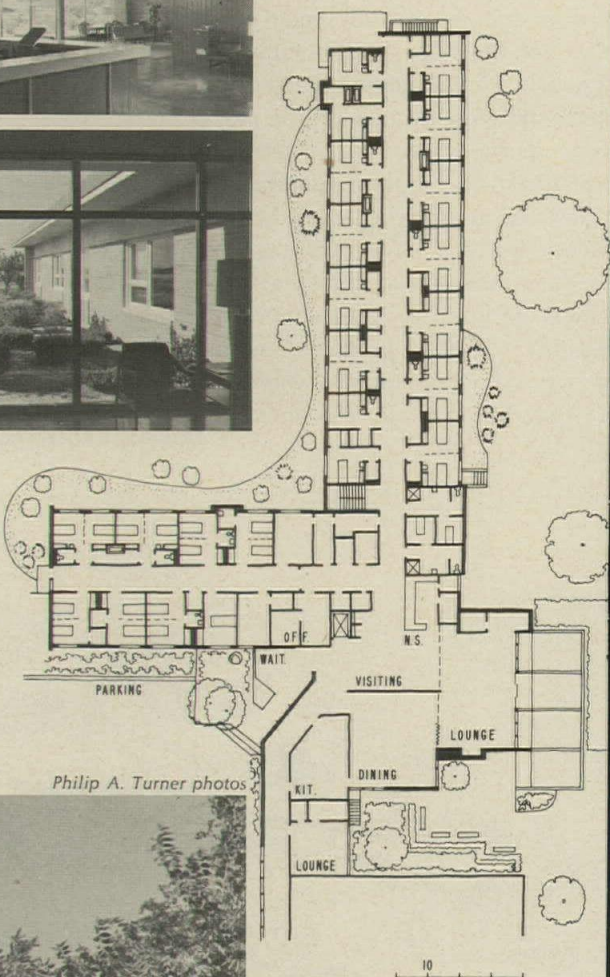 OFF.
N.S.
WAIT.
PARKING
VISITING
LOUNGE
Philip A. Turner photos
DINING
KIT.
LOUNGE
10